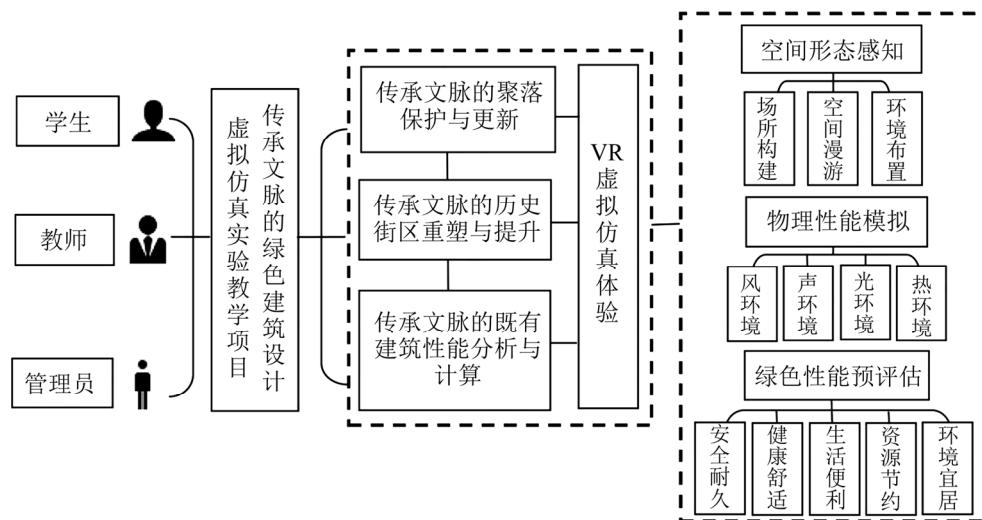 学生
教师
管理员
传承文脉的绿色建筑设计
虚拟仿真实验教学项目
传承文脉的聚落
保护与更新
传承文脉的历史
街区重塑与提升
传承文脉的既有
建筑性能分析与
计算
VR虚拟仿真体验
空间形态感知
场所构建
空间漫游
环境布置
物理性能模拟
风环境
声环境
光环境
热环境
绿色性能预评估
安全耐久
健康舒适
生活便利
资源节约
环境宜居